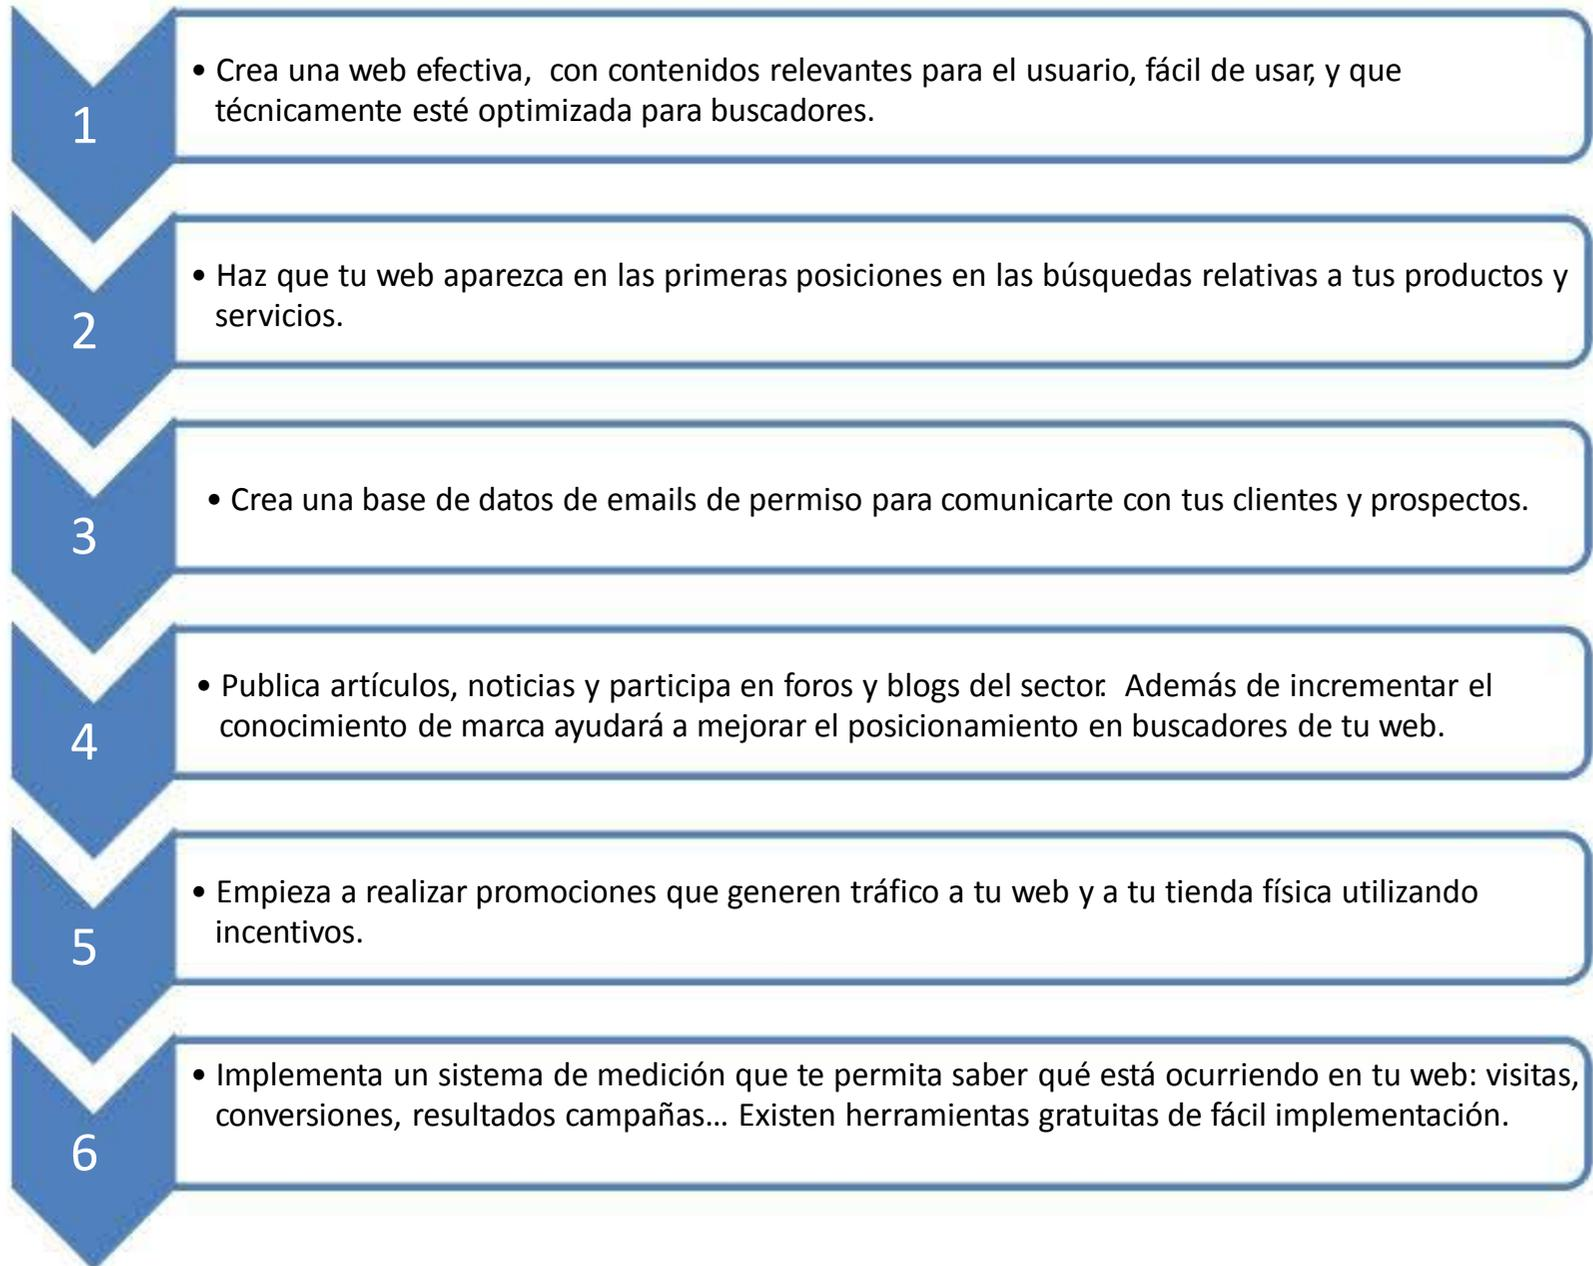 1
• Crea una web efectiva,  con contenidos relevantes para el usuario, fácil de usar, y que
técnicamente esté optimizada para buscadores.
2
• Haz que tu web aparezca en las primeras posiciones en las búsquedas relativas a tus productos y
servicios.
3
• Crea una base de datos de emails de permiso para comunicarte con tus clientes y prospectos.
4
• Publica artículos, noticias y participa en foros y blogs del sector.  Además de incrementar el
conocimiento de marca ayudará a mejorar el posicionamiento en buscadores de tu web.
5
• Empieza a realizar promociones que generen tráfico a tu web y a tu tienda física utilizando
incentivos.
6
• Implementa un sistema de medición que te permita saber qué está ocurriendo en tu web: visitas,
conversiones, resultados campañas... Existen herramientas gratuitas de fácil implementación.